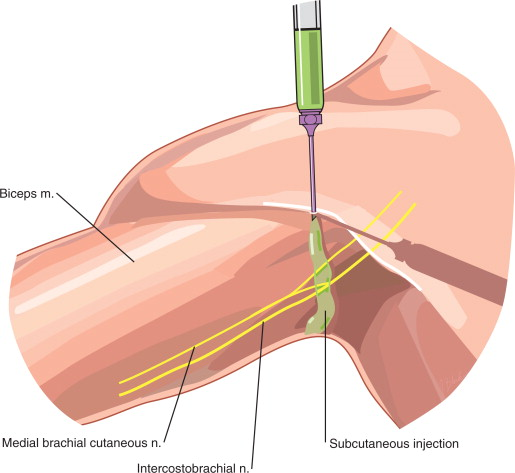 Biceps m.
Medial brachial cutaneous n.
Subcutaneous injection
Intercostobrachial n.